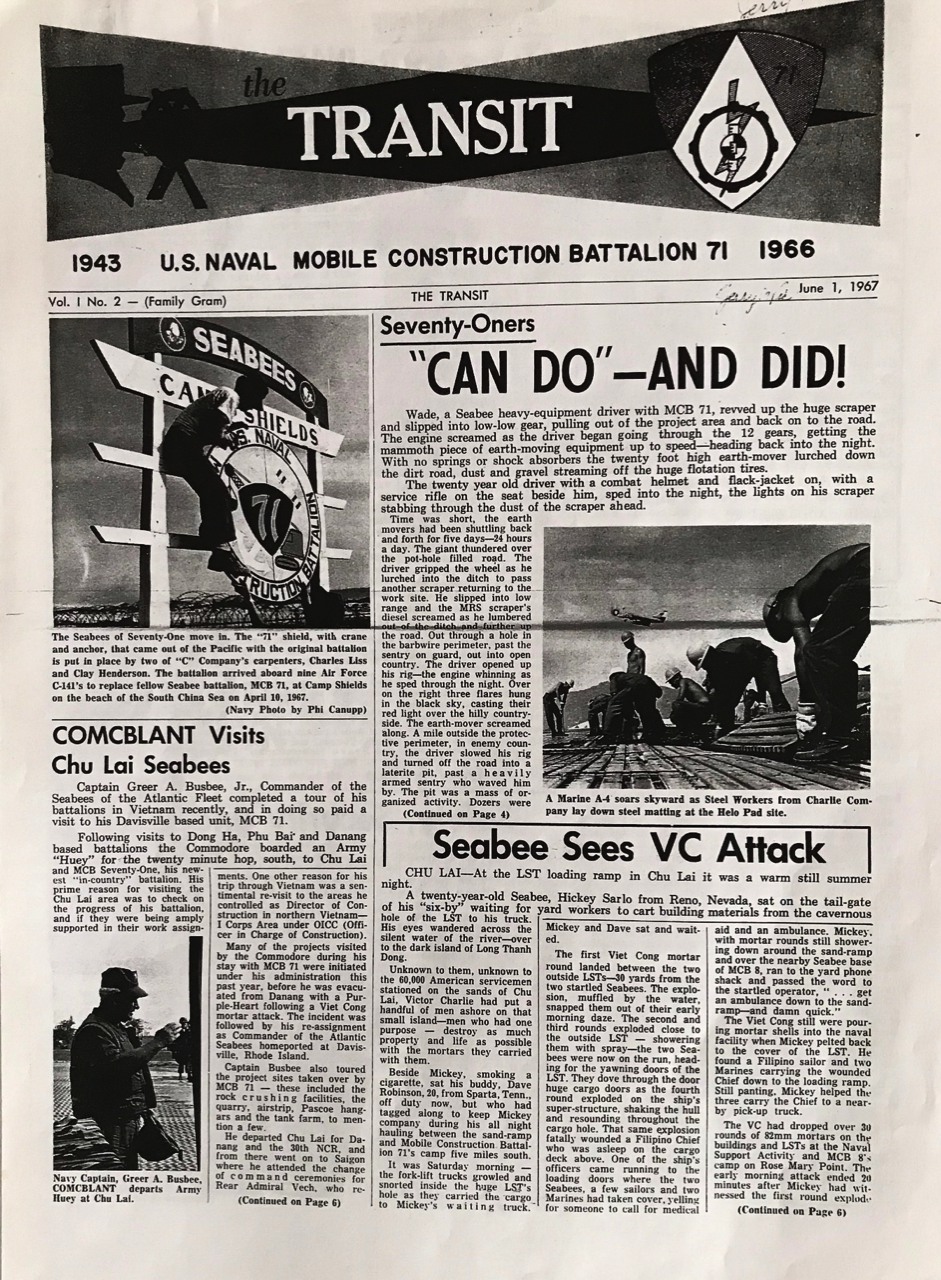 the
TRANSIT
71
1943 U.S. NAVAL MOBILE CONSTRUCTION BATTALION 71 1966
Vol. I No. 2 — (Family Gram)
THE TRANSIT
June 1, 1967
SEABEES
SHIELDS
U.S. NAVAL
71
BATTALION
The Seabees of Seventy-One move in. The "71" shield, with crane
and anchor, that came out of the Pacific with the original battalion
is put in place by two of "C" Company's carpenters, Charles Liss
and Clay Henderson. The battalion arrived aboard nine Air Force
C-141's to replace fellow Seabee battalion, MCB 71, at Camp Shields
on the beach of the South China Sea on April 10, 1967.
(Navy Photo by Phi Canupp)
COMCBLANT Visits
Chu Lai Seabees
Captain Greer A. Busbee, Jr., Commander of the
Seabees of the Atlantic Fleet completed a tour of his
battalions in Vietnam recently, and in doing so paid a
visit to his Davisville based unit, MCB 71.
Following visits to Dong Ha, Phu Bai and Danang
based battalions the Commodore boarded an Army
"Huey" for the twenty minute hop, south, to Chu Lai
and MCB Seventy-One, his new-
est "in-country" battalion. His
prime reason for visiting the
Chu Lai area was to check on
the progress of his battalion,
and if they were being amply
supported in their work assign-
Navy Captain, Greer A. Busbee,
COMCBLANT departs Army
Huey at Chu Lai.
ments. One other reason for his
trip through Vietnam was a sen-
timental re-visit to the areas he
controlled as Director of Con-
struction in northern Vietnam—
I Corps Area under OICC (Offi-
cer in Charge of Construction).
Many of the projects visited
by the Commodore during his
stay with MCB 71 were initiated
under his administration this
past year, before he was evacu-
ated from Danang with a Pur-
ple-Heart following a Viet Cong
mortar attack. The incident was
followed by his re-assignment
as Commander of the Atlantic
Seabees homeported at Davis-
ville, Rhode Island.
Captain Busbee also toured
the project sites taken over by
MCB 71 — these included the
rock crushing facilities, the
quarry, airstrip, Pascoe hang-
ars and the tank farm, to men-
tion a few.
He departed Chu Lai for Da-
nang and the 30th NCR, and
from there went on to Saigon
where he attended the change
of command ceremonies for
Rear Admiral Vech, who re-
(Continued on Page 6)
Seventy-Oners
"CAN DO"—AND DID!
Wade, a Seabee heavy-equipment driver with MCB 71, revved up the huge scraper
and slipped into low-low gear, pulling out of the project area and back on to the road.
The engine screamed as the driver began going through the 12 gears, getting the
mammoth piece of earth-moving equipment up to speed—heading back into the night.
With no springs or shock absorbers the twenty foot high earth-mover lurched down
the dirt road, dust and gravel streaming off the huge flotation tires.
The twenty year old driver with a combat helmet and flack-jacket on, with a
service rifle on the seat beside him, sped into the night, the lights on his scraper
stabbing through the dust of the scraper ahead.
Time was short, the earth
movers had been shuttling back
and forth for five days—24 hours
a day. The giant thundered over
the pot-hole filled road. The
driver gripped the wheel as he
lurched into the ditch to pass
another scraper returning to the
work site. He slipped into low
range and the MRS scraper's
diesel screamed as he lumbered
out of the ditch and further up
the road. Out through a hole in
the barbwire perimeter, past the
sentry on guard, out into open
country. The driver opened up
his rig—the engine whinning as
he sped through the night. Over
on the right three flares hung
in the black sky, casting their
red light over the hilly country-
side. The earth-mover screamed
along. A mile outside the protec-
tive perimeter, in enemy coun-
try, the driver slowed his rig
and turned off the road into a
laterite pit, past a heavily
armed sentry who waved him
by. The pit was a mass of or-
ganized activity. Dozers were
(Continued on Page 4)
A Marine A-4 soars skyward as Steel Workers from Charlie Com-
pany lay down steel matting at the Helo Pad site.
Seabee Sees VC Attack
CHU LAI—At the LST loading ramp in Chu Lai it was a warm still summer
night.
A twenty-year-old Seabee, Hickey Sarlo from Reno, Nevada, sat on the tail-gate
of his "six-by" waiting for yard workers to cart building materials from the cavernous
hole of the LST to his truck.
His eyes wandered across the
silent water of the river—over
to the dark island of Long Thanh
Dong.
Unknown to them, unknown to
the 60,000 American servicemen
stationed on the sands of Chu
Lai, Victor Charlie had put a
handful of men ashore on that
small island—men who had one
purpose — destroy as much
property and life as possible
with the mortars they carried
with them.
Beside Mickey, smoking a
cigarette, sat his buddy, Dave
Robinson, 20, from Sparta, Tenn.,
off duty now, but who had
tagged along to keep Mickey
company during his all night
hauling between the sand-ramp
and Mobile Construction Battal-
ion 71's camp five miles south.
It was Saturday morning —
the fork-lift trucks growled and
snorted inside the huge LST's
hole as they carried the cargo
to Mickey's waiting truck.
Mickey and Dave sat and wait-
ed.
The first Viet Cong mortar
round landed between the two
outside LSTs—30 yards from the
two startled Seabees. The explo-
sion, muffled by the water,
snapped them out of their early
morning daze. The second and
third rounds exploded close to
the outside LST — showering
them with spray—the two Sea-
bees were now on the run, head-
ing for the yawning doors of the
LST. They dove through the door
huge cargo doors as the fourth
round exploded on the ship's
super-structure, shaking the hull
and resounding throughout the
cargo hole. That same explosion
fatally wounded a Filipino Chief
who was asleep on the cargo
deck above. One of the ship's
officers came running to the
loading doors where the two
Seabees, a few sailors and two
Marines had taken cover, yelling
for someone to call for medical
aid and an ambulance. Mickey,
with mortar rounds still shower-
ing down around the sand-ramp
and over the nearby Seabee base
of MCB 8, ran to the yard phone
shack and passed the word to
the startled operator, ". . . get
an ambulance down to the sand-
ramp—and damn quick."
The Viet Cong still were pour-
ing mortar shells into the naval
facility when Mickey pelted back
to the cover of the LST. He
found a Filipino sailor and two
Marines carrying the wounded
Chief down to the loading ramp.
Still panting, Mickey helped the
three carry the Chief to a near-
by pick-up truck.
The VC had dropped over 30
rounds of 82mm mortars on the
buildings and LSTs at the Naval
Support Activity and MCB 8's
camp on Rose Mary Point. The
early morning attack ended 20
minutes after Mickey had wit-
nessed the first round explode
(Continued on Page 6)